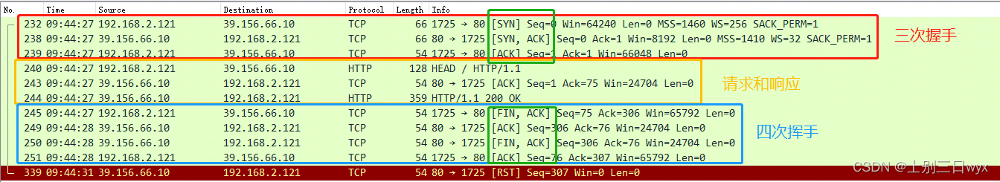 No. Time Source Destination Protocol Length Info
232 09:44:27 192.168.2.121 39.156.66.10 TCP 66 1725 → 80 [SYN] Seq=0 Win=64240 Len=0 MSS=1460 WS=256 SACK_PERM=1
238 09:44:27 39.156.66.10 192.168.2.121 TCP 66 80 → 1725 [SYN, ACK] Seq=0 Ack=1 Win=8192 Len=0 MSS=1410 WS=32 SACK_PERM=1
239 09:44:27 192.168.2.121 39.156.66.10 TCP 54 1725 → 80 [ACK] Seq=1 Ack=1 Win=66048 Len=0
三次握手
240 09:44:27 192.168.2.121 39.156.66.10 HTTP 128 HEAD / HTTP/1.1
243 09:44:27 39.156.66.10 192.168.2.121 TCP 54 80 → 1725 [ACK] Seq=1 Ack=75 Win=24704 Len=0
244 09:44:27 39.156.66.10 192.168.2.121 HTTP 359 HTTP/1.1 200 OK
请求和响应
245 09:44:27 192.168.2.121 39.156.66.10 TCP 54 1725 → 80 [FIN, ACK] Seq=75 Ack=306 Win=65792 Len=0
249 09:44:28 39.156.66.10 192.168.2.121 TCP 54 80 → 1725 [ACK] Seq=306 Ack=76 Win=24704 Len=0
250 09:44:28 39.156.66.10 192.168.2.121 TCP 54 80 → 1725 [FIN, ACK] Seq=306 Ack=76 Win=24704 Len=0
251 09:44:28 192.168.2.121 39.156.66.10 TCP 54 1725 → 80 [ACK] Seq=76 Ack=307 Win=65792 Len=0
四次挥手
339 09:44:31 39.156.66.10 192.168.2.121 TCP 54 80 → 1725 [RST] Seq=307 Win=0 Len=0
CSDN @士别三日wyx